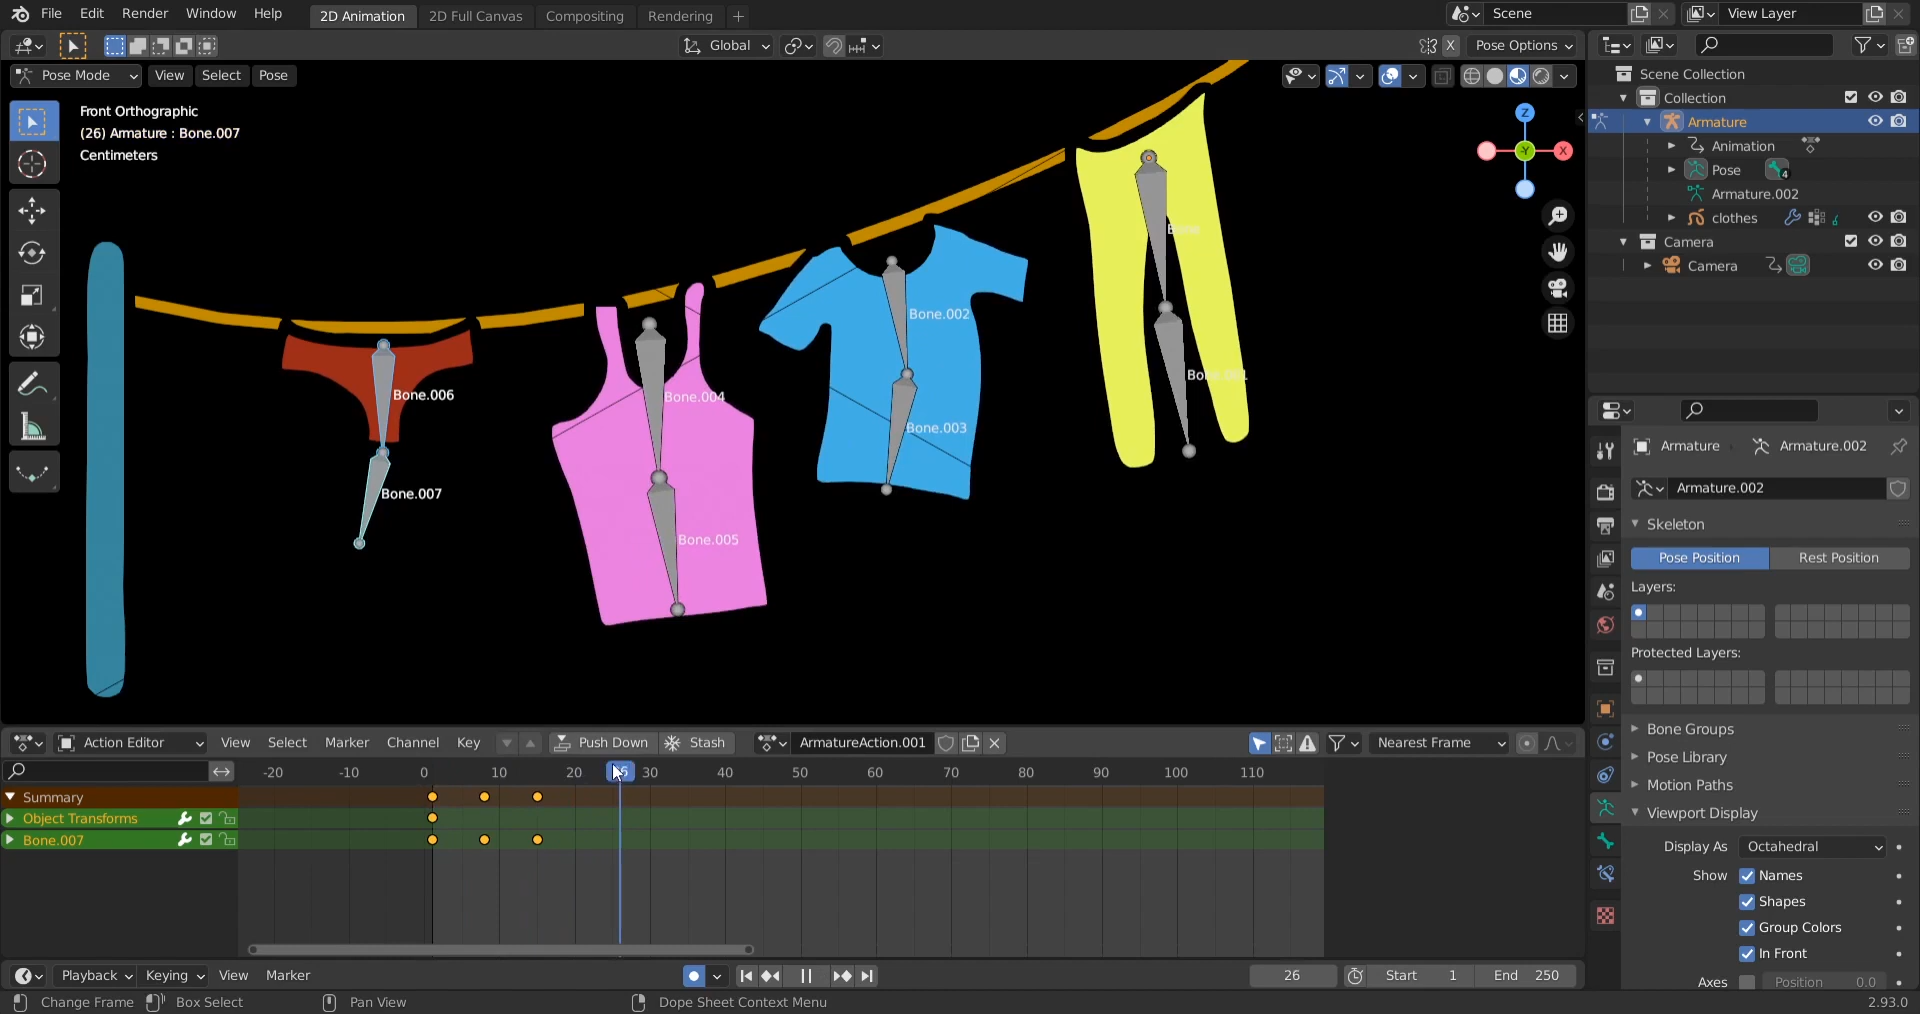 File Edit Render Window Help 2D Animation 2D Full Canvas Compositing Rendering + Scene View Layer
Global X Pose Options
Pose Mode View Select Pose
Front Orthographic
(26) Armature : Bone.007
Centimeters
Z
-Y
X
Bone
Bone.002
Bone.006
Bone.004
Bone.003
Bone.007
Bone.005
Scene Collection
Collection
Armature
Animation
Pose 4
Armature.002
clothes
Camera
Camera
Armature Armature.002
Armature.002
Skeleton
Pose Position Rest Position
Layers:
Protected Layers:
Bone Groups
Pose Library
Motion Paths
Viewport Display
Display As Octahedral
Show Names
Shapes
Group Colors
In Front
Axes Position 0.0
Action Editor View Select Marker Channel Key Push Down Stash ArmatureAction.001 Nearest Frame
-20 -10 0 10 20 30 40 50 60 70 80 90 100 110
Summary
Object Transforms
Bone.007
Playback Keying View Marker 26 Start 1 End 250
Change Frame Box Select Pan View Dope Sheet Context Menu 2.93.0